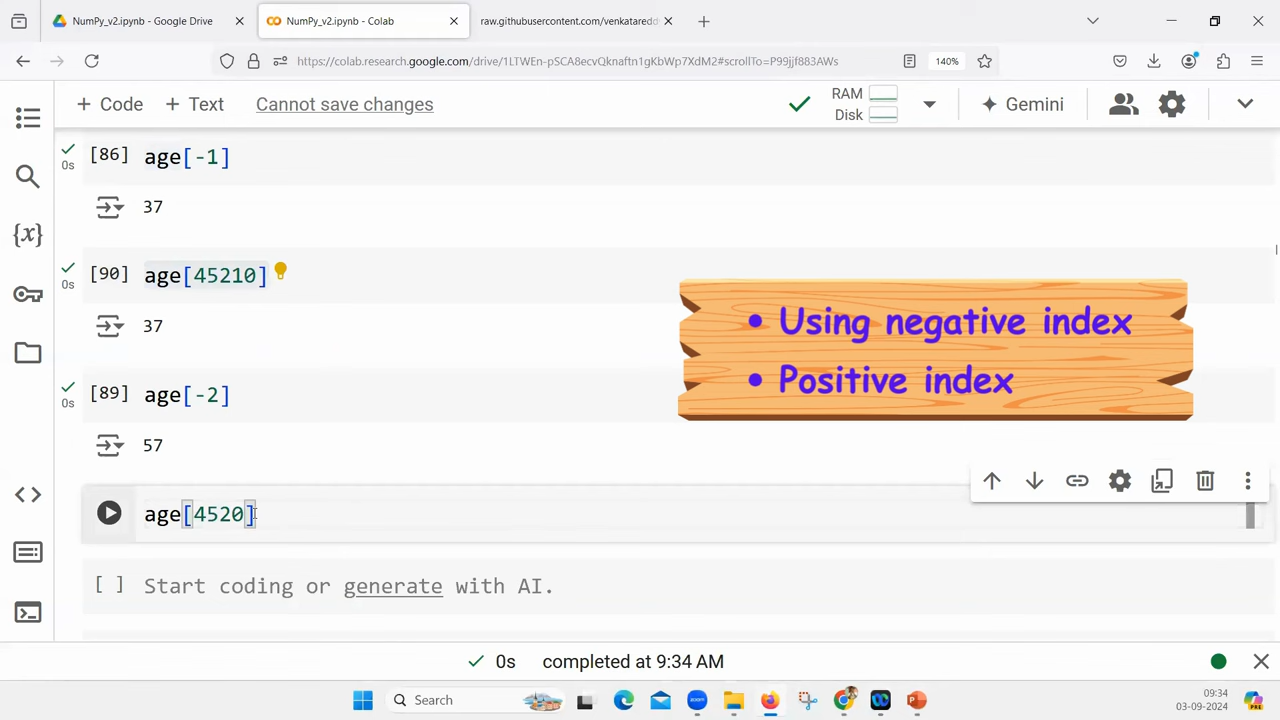 NumPy_v2.ipynb - Google Drive
NumPy_v2.ipynb - Colab
raw.githubusercontent.com/venkataredd
https://colab.research.google.com/drive/1LTWEn-pSCA8ecvQknaftn1gKbWp7XdM2#scrollTo=P99jjf883AWs
140%
+ Code
+ Text
Cannot save changes
RAM
Disk
Gemini
0s
[86]
age[-1]
37
0s
[90]
age[45210]
37
• Using negative index
• Positive index
0s
[89]
age[-2]
57
age[4520]
[ ]
Start coding or generate with AI.
0s
completed at 9:34 AM
Search
09:34
03-09-2024